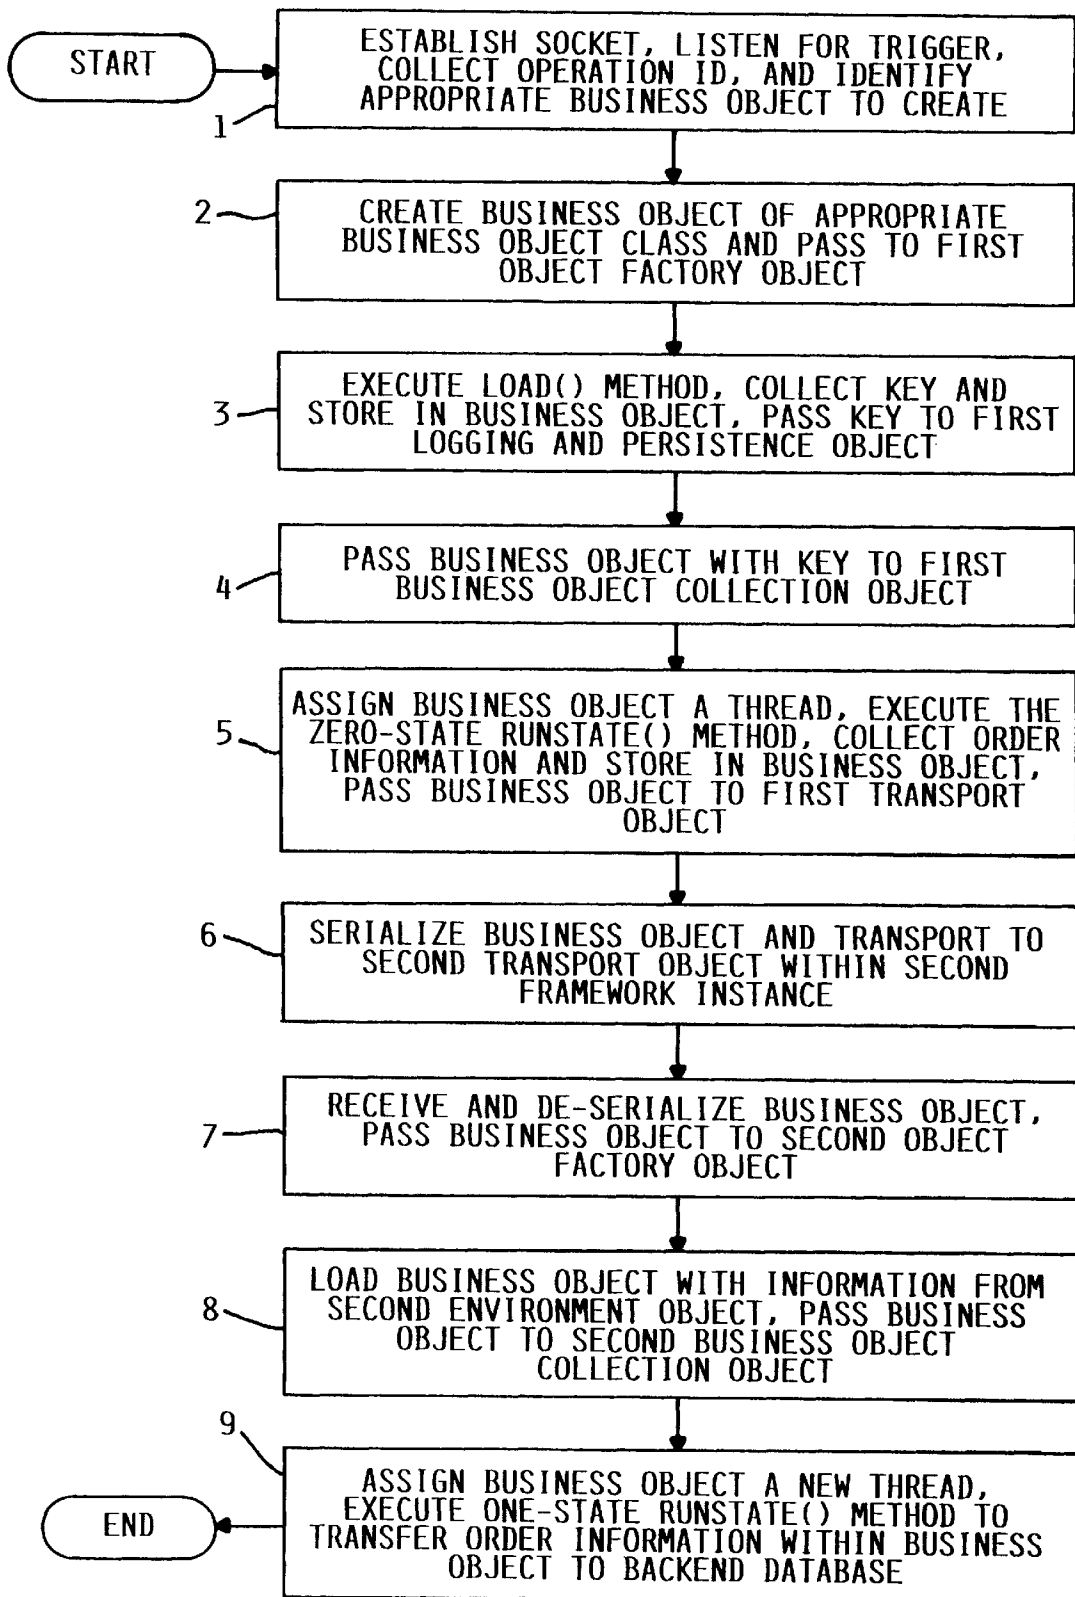 START
ESTABLISH SOCKET, LISTEN FOR TRIGGER,
COLLECT OPERATION ID, AND IDENTIFY
APPROPRIATE BUSINESS OBJECT TO CREATE
1
2
CREATE BUSINESS OBJECT OF APPROPRIATE
BUSINESS OBJECT CLASS AND PASS TO FIRST
OBJECT FACTORY OBJECT
3
EXECUTE LOAD() METHOD, COLLECT KEY AND
STORE IN BUSINESS OBJECT, PASS KEY TO FIRST
LOGGING AND PERSISTENCE OBJECT
4
PASS BUSINESS OBJECT WITH KEY TO FIRST
BUSINESS OBJECT COLLECTION OBJECT
5
ASSIGN BUSINESS OBJECT A THREAD, EXECUTE THE
ZERO-STATE RUNSTATE() METHOD, COLLECT ORDER
INFORMATION AND STORE IN BUSINESS OBJECT,
PASS BUSINESS OBJECT TO FIRST TRANSPORT
OBJECT
6
SERIALIZE BUSINESS OBJECT AND TRANSPORT TO
SECOND TRANSPORT OBJECT WITHIN SECOND
FRAMEWORK INSTANCE
7
RECEIVE AND DE-SERIALIZE BUSINESS OBJECT,
PASS BUSINESS OBJECT TO SECOND OBJECT
FACTORY OBJECT
8
LOAD BUSINESS OBJECT WITH INFORMATION FROM
SECOND ENVIRONMENT OBJECT, PASS BUSINESS
OBJECT TO SECOND BUSINESS OBJECT
COLLECTION OBJECT
9
ASSIGN BUSINESS OBJECT A NEW THREAD,
EXECUTE ONE-STATE RUNSTATE() METHOD TO
TRANSFER ORDER INFORMATION WITHIN BUSINESS
OBJECT TO BACKEND DATABASE
END